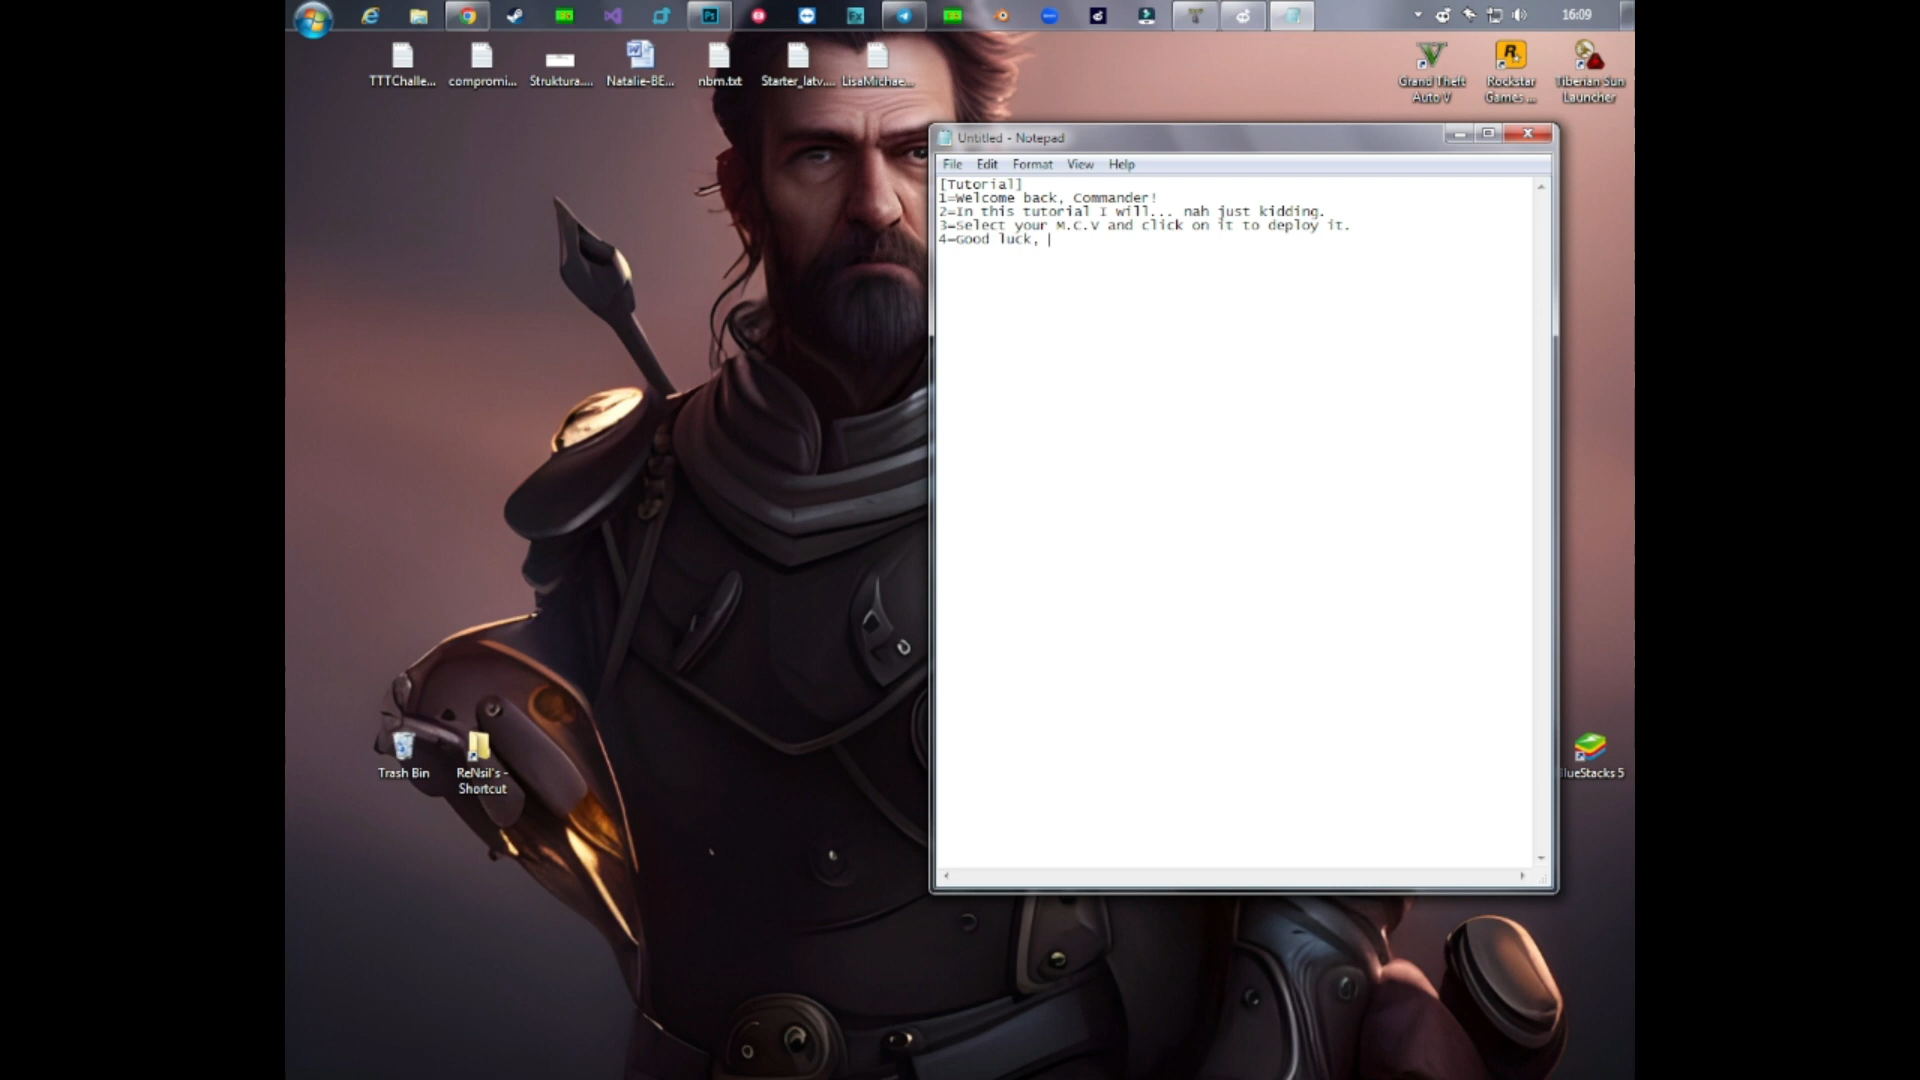 16:09
TTTChalle...
compromi...
Struktura....
Natalie-BE...
nbm.txt
Starter_latv....
LisaMichae...
Grand Theft
Auto V
Rockstar
Games ...
Tiberian Sun
Launcher
Untitled - Notepad
File Edit Format View Help
[Tutorial]
1=Welcome back, Commander!
2=In this tutorial I will... nah just kidding.
3=Select your M.C.V and click on it to deploy it.
4=Good luck,
Trash Bin
ReNsil's -
Shortcut
BlueStacks 5